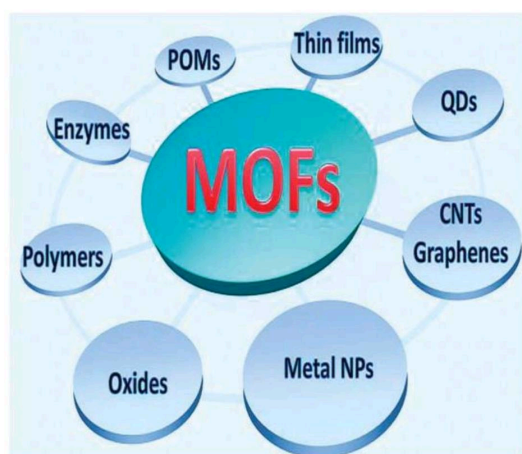 Thin films
POMs
QDs
Enzymes
MOFs
CNTs
Graphenes
Polymers
Metal NPs
Oxides